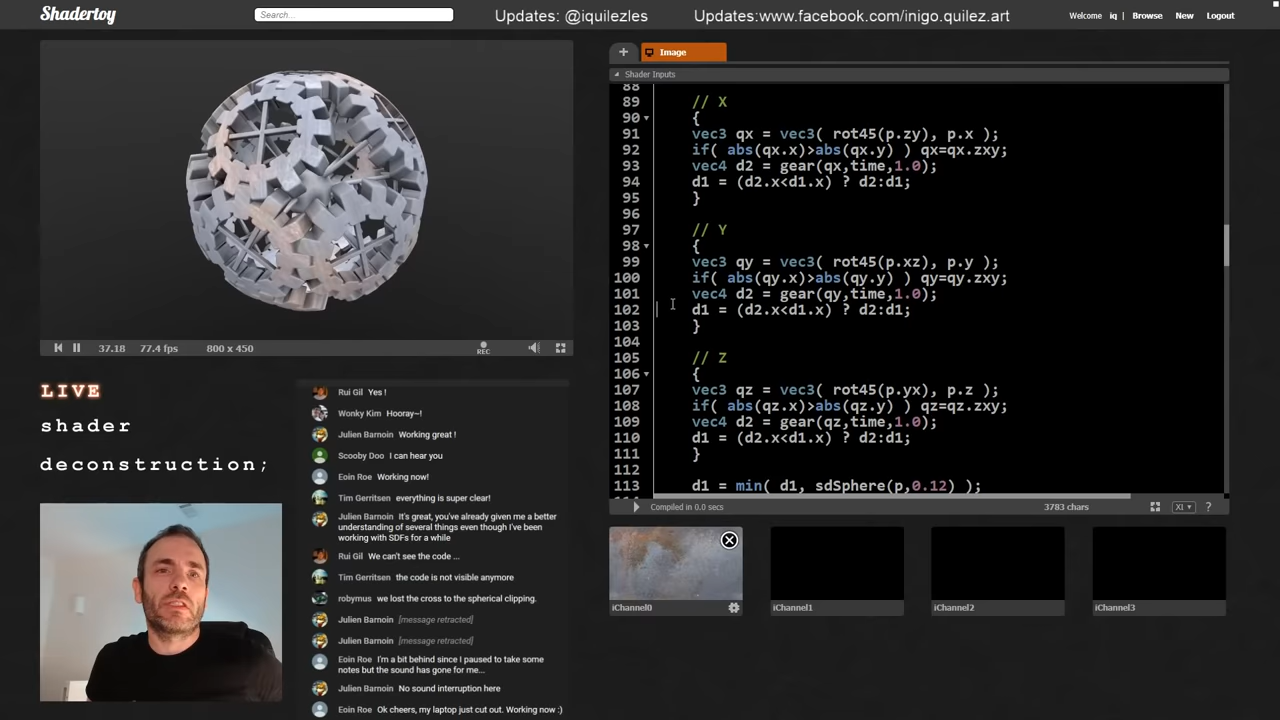 Shadertoy
Search...
Updates: @iquilezles
Updates:www.facebook.com/inigo.quilez.art
Welcome iq | Browse New Logout
+ Image
Shader Inputs
88
89 // X
90 {
91 vec3 qx = vec3( rot45(p.zy), p.x );
92 if( abs(qx.x)>abs(qx.y) ) qx=qx.zxy;
93 vec4 d2 = gear(qx,time,1.0);
94 d1 = (d2.x<d1.x) ? d2:d1;
95 }
96
97 // Y
98 {
99 vec3 qy = vec3( rot45(p.xz), p.y );
100 if( abs(qy.x)>abs(qy.y) ) qy=qy.zxy;
101 vec4 d2 = gear(qy,time,1.0);
102 d1 = (d2.x<d1.x) ? d2:d1;
103 }
104
105 // Z
106 {
107 vec3 qz = vec3( rot45(p.yx), p.z );
108 if( abs(qz.x)>abs(qz.y) ) qz=qz.zxy;
109 vec4 d2 = gear(qz,time,1.0);
110 d1 = (d2.x<d1.x) ? d2:d1;
111 }
112
113 d1 = min( d1, sdSphere(p,0.12) );
37.18 77.4 fps 800 x 450 REC
LIVE
shader
deconstruction;
Rui Gil Yes !
Wonky Kim Hooray~!
Julien Barnoin Working great !
Scooby Doo I can hear you
Eoin Roe Working now!
Tim Gerritsen everything is super clear!
Julien Barnoin It's great, you've already given me a better
understanding of several things even though I've been
working with SDFs for a while
Rui Gil We can't see the code ...
Tim Gerritsen the code is not visible anymore
robymus we lost the cross to the spherical clipping.
Julien Barnoin [message retracted]
Julien Barnoin [message retracted]
Eoin Roe I'm a bit behind since I paused to take some
notes but the sound has gone for me...
Julien Barnoin No sound interruption here
Eoin Roe Ok cheers, my laptop just cut out. Working now :)
Compiled in 0.0 secs
3783 chars
XI ?
iChannel0
iChannel1
iChannel2
iChannel3